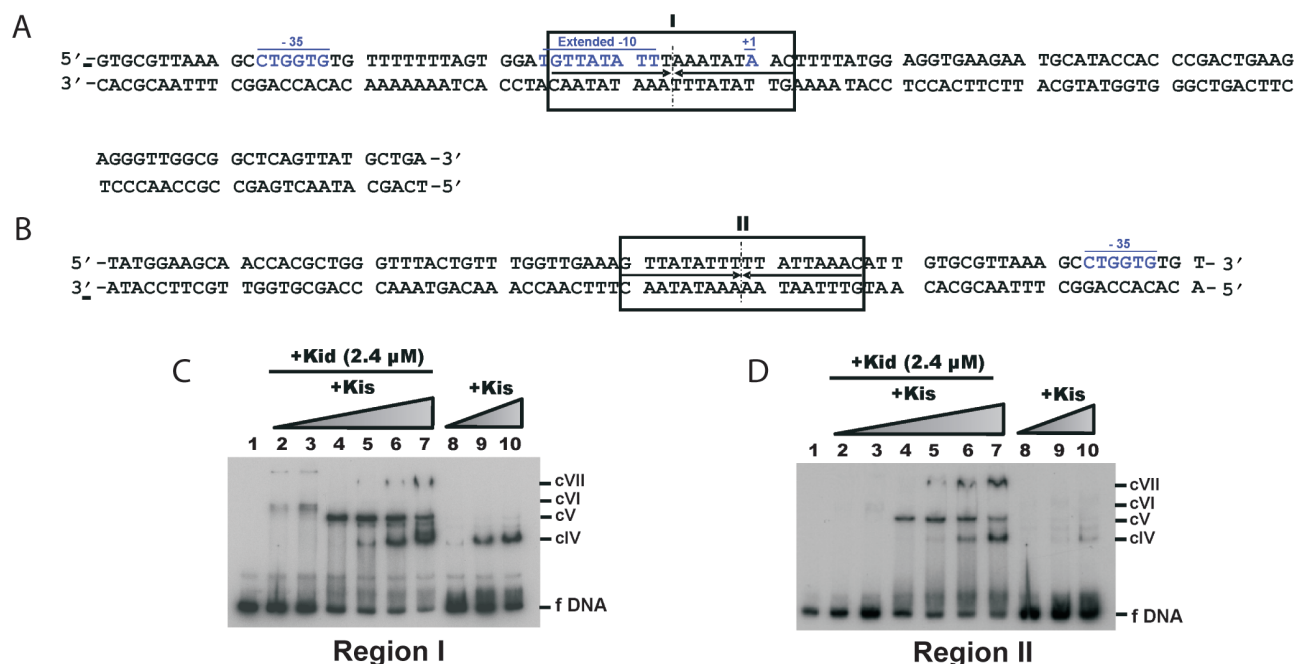 A
I
- 35 Extended -10 +1
5′-GTGCGTTAAA GCCTGGTGTG TTTTTTTAGT GGATGTTATA TTTAAATATA ACTTTTATGG AGGTGAAGAA TGCATACCAC CCGACTGAAG
3′-CACGCAATTT CGGACCACAC AAAAAAATCA CCTACAATAT AAATTTATAT TGAAAATACC TCCACTTCTT ACGTATGGTG GGCTGACTTC
AGGGTTGGCG GCTCAGTTAT GCTGA-3′
TCCCAACCGC CGAGTCAATA CGACT-5′
B
II
- 35
5′-TATGGAAGCA ACCACGCTGG GTTTACTGTT TGGTTGAAAG TTATATTTTT ATTAAACATT GTGCGTTAAA GCCTGGTGTG T-3′
3′-ATACCTTCGT TGGTGCGACC CAAATGACAA ACCAACTTTC AATATAAAAA TAATTTGTAA CACGCAATTT CGGACCACACA A-5′
C
+Kid (2.4 µM)
+Kis +Kis
1 2 3 4 5 6 7 8 9 10
cVII
cVI
cV
cIV
f DNA
Region I
D
+Kid (2.4 µM)
+Kis +Kis
1 2 3 4 5 6 7 8 9 10
cVII
cVI
cV
cIV
f DNA
Region II